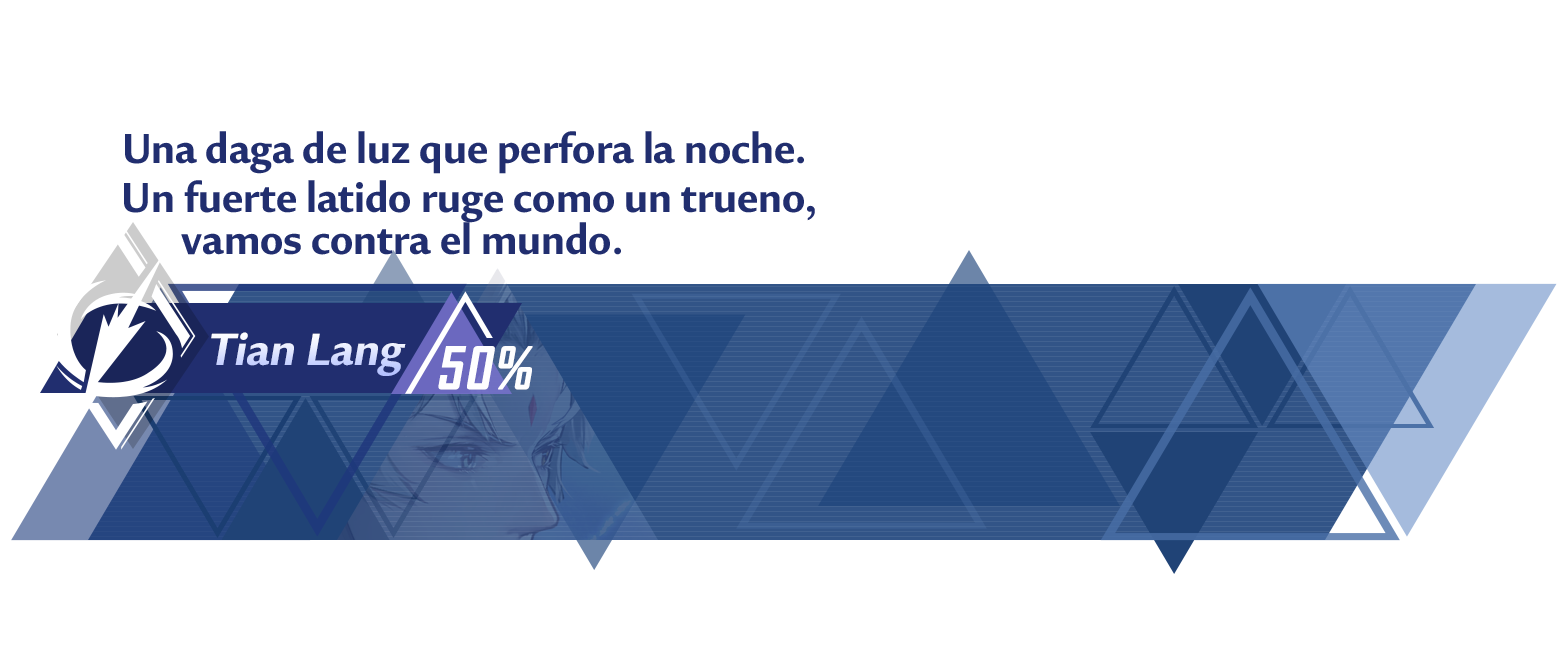 Una daga de luz que perfora la noche.
Un fuerte latido ruge como un trueno,
vamos contra el mundo.
Tian Lang
50%